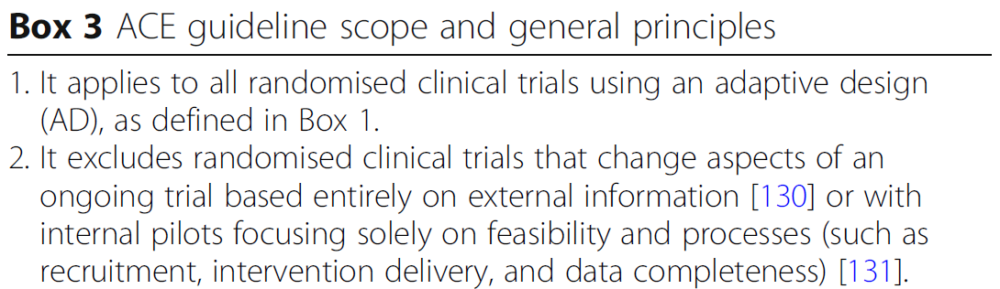 Box 3 ACE guideline scope and general principles
1. It applies to all randomised clinical trials using an adaptive design
(AD), as defined in Box 1.
2. It excludes randomised clinical trials that change aspects of an
ongoing trial based entirely on external information [130] or with
internal pilots focusing solely on feasibility and processes (such as
recruitment, intervention delivery, and data completeness) [131].